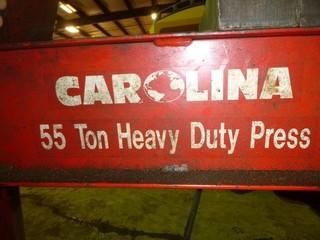 CAROLINA
55 Ton Heavy Duty Press